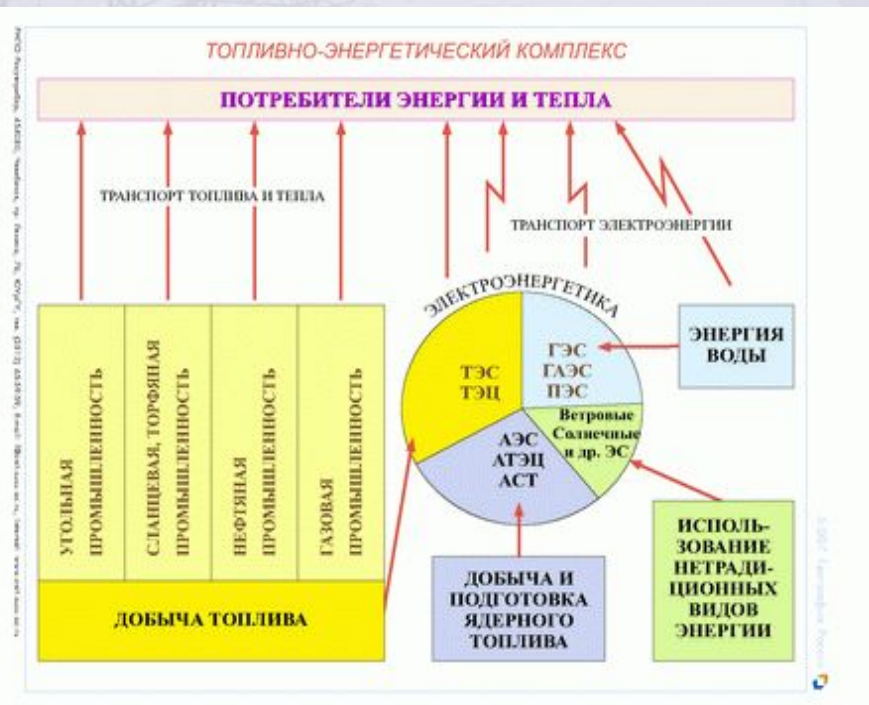 ТОПЛИВНО-ЭНЕРГЕТИЧЕСКИЙ КОМПЛЕКС
ПОТРЕБИТЕЛИ ЭНЕРГИИ И ТЕПЛА
ТРАНСПОРТ ТОПЛИВА И ТЕПЛА
ТРАНСПОРТ ЭЛЕКТРОЭНЕРГИИ
УГОЛЬНАЯ
ПРОМЫШЛЕННОСТЬ
СЛАНЦЕВАЯ, ТОРФЯНАЯ
ПРОМЫШЛЕННОСТЬ
НЕФТЯНАЯ
ПРОМЫШЛЕННОСТЬ
ГАЗОВАЯ
ПРОМЫШЛЕННОСТЬ
ДОБЫЧА ТОПЛИВА
ЭЛЕКТРОЭНЕРГЕТИКА
ТЭС
ТЭЦ
ГЭС
ГАЭС
ПЭС
Ветровые
Солнечные
и др. ЭС
АЭС
АТЭЦ
АСТ
ЭНЕРГИЯ
ВОДЫ
ДОБЫЧА И
ПОДГОТОВКА
ЯДЕРНОГО
ТОПЛИВА
ИСПОЛЬ-
ЗОВАНИЕ
НЕТРАДИ-
ЦИОННЫХ
ВИДОВ
ЭНЕРГИИ